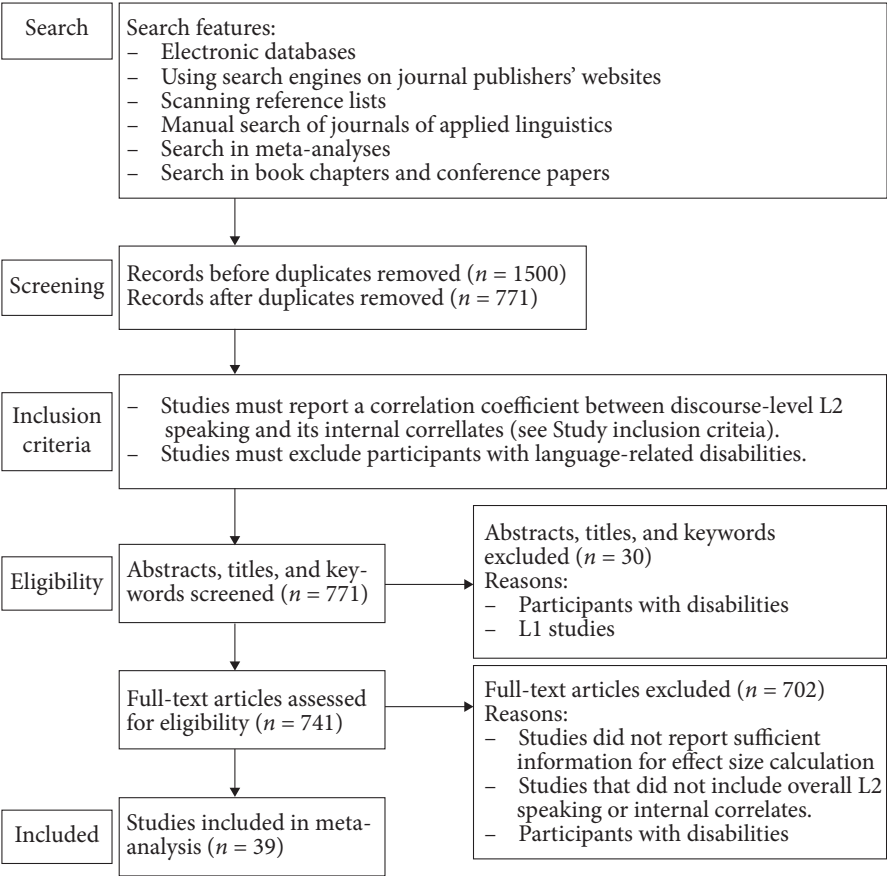 Search
Search features:
– Electronic databases
– Using search engines on journal publishers’ websites
– Scanning reference lists
– Manual search of journals of applied linguistics
– Search in meta-analyses
– Search in book chapters and conference papers
Screening
Records before duplicates removed (n = 1500)
Records after duplicates removed (n = 771)
Inclusion
criteria
– Studies must report a correlation coefficient between discourse-level L2
speaking and its internal correllates (see Study inclusion criteia).
– Studies must exclude participants with language-related disabilities.
Eligibility
Abstracts, titles, and key-
words screened (n = 771)
Abstracts, titles, and keywords
excluded (n = 30)
Reasons:
– Participants with disabilities
– L1 studies
Full-text articles assessed
for eligibility (n = 741)
Full-text articles excluded (n = 702)
Reasons:
– Studies did not report sufficient
information for effect size calculation
– Studies that did not include overall L2
speaking or internal correlates.
– Participants with disabilities
Included
Studies included in meta-
analysis (n = 39)